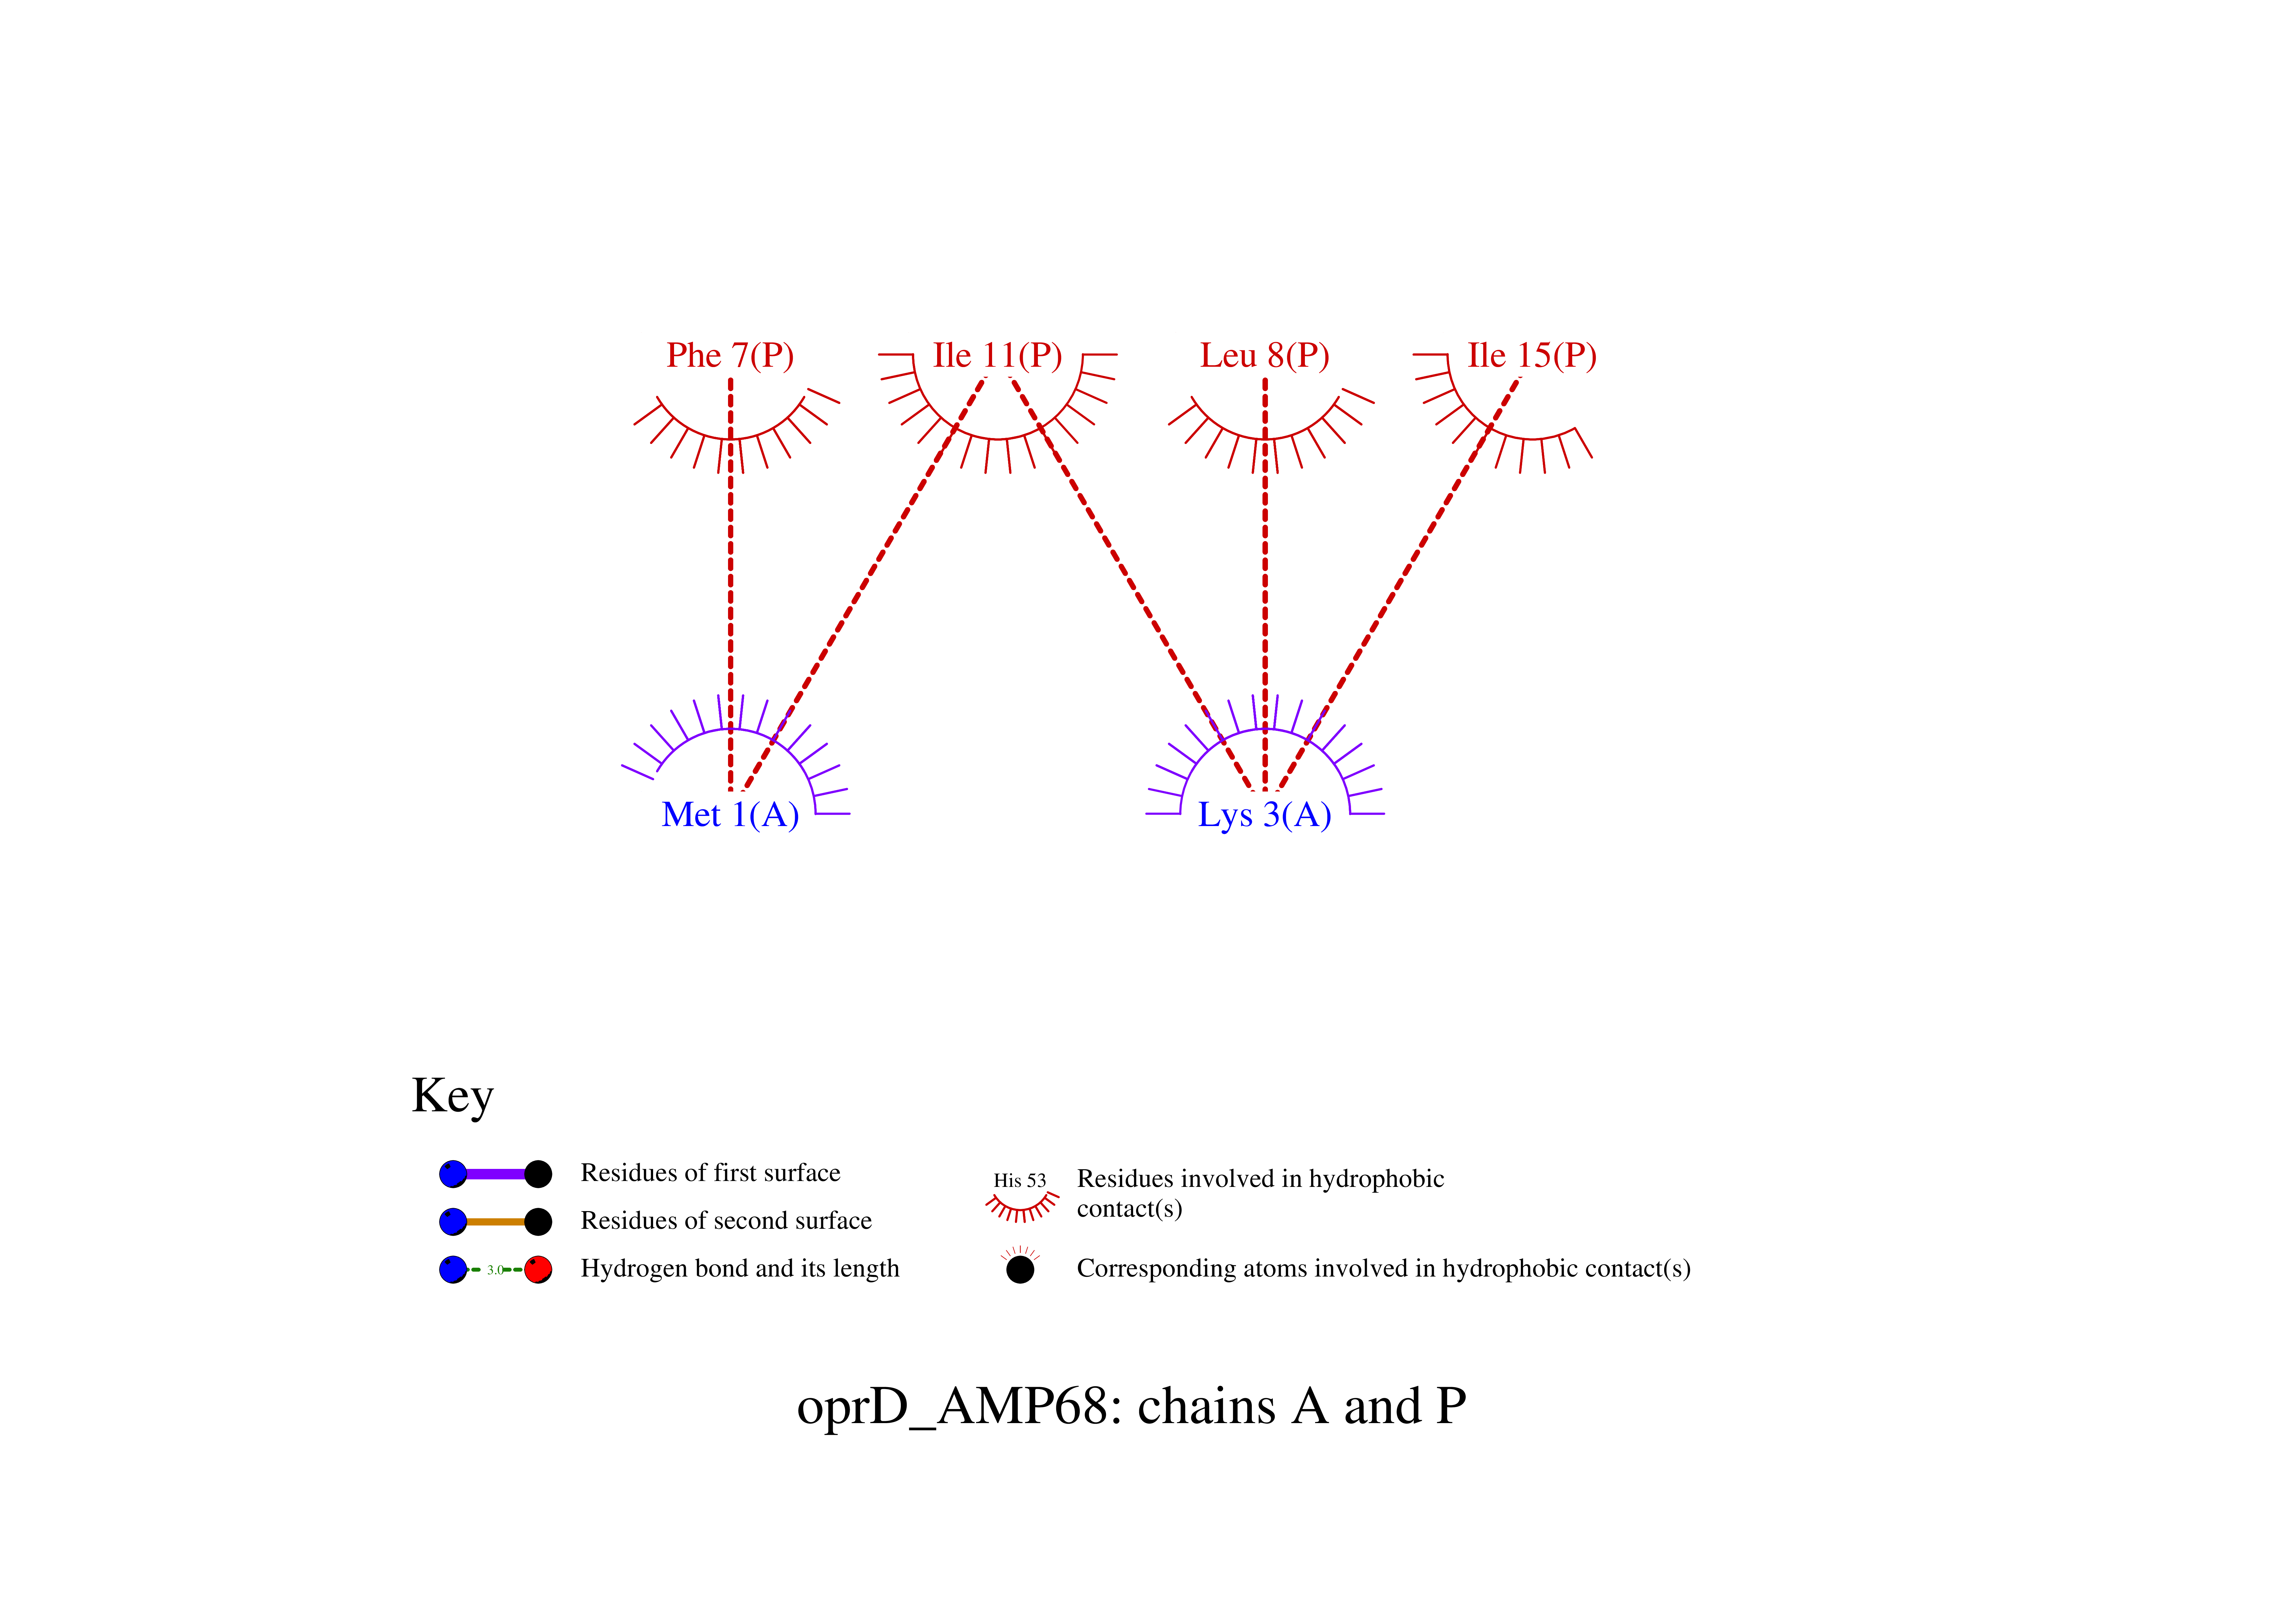 Phe 7(P) Ile 11(P) Leu 8(P) Ile 15(P)
Met 1(A) Lys 3(A)
Key
Residues of first surface
Residues of second surface
3.0
Hydrogen bond and its length
His 53
Residues involved in hydrophobic
contact(s)
Corresponding atoms involved in hydrophobic contact(s)
oprD_AMP68: chains A and P